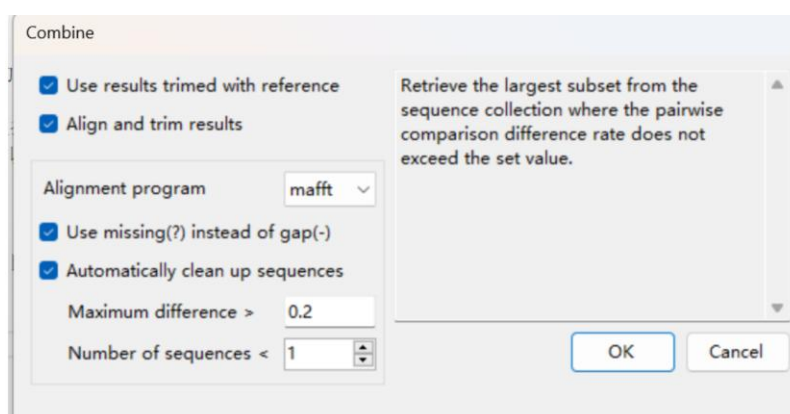 Combine
Use results trimed with reference
Align and trim results
Alignment program
mafft
Use missing(?) instead of gap(-)
Automatically clean up sequences
Maximum difference >
0.2
Number of sequences <
1
Retrieve the largest subset from the
sequence collection where the pairwise
comparison difference rate does not
exceed the set value.
OK
Cancel